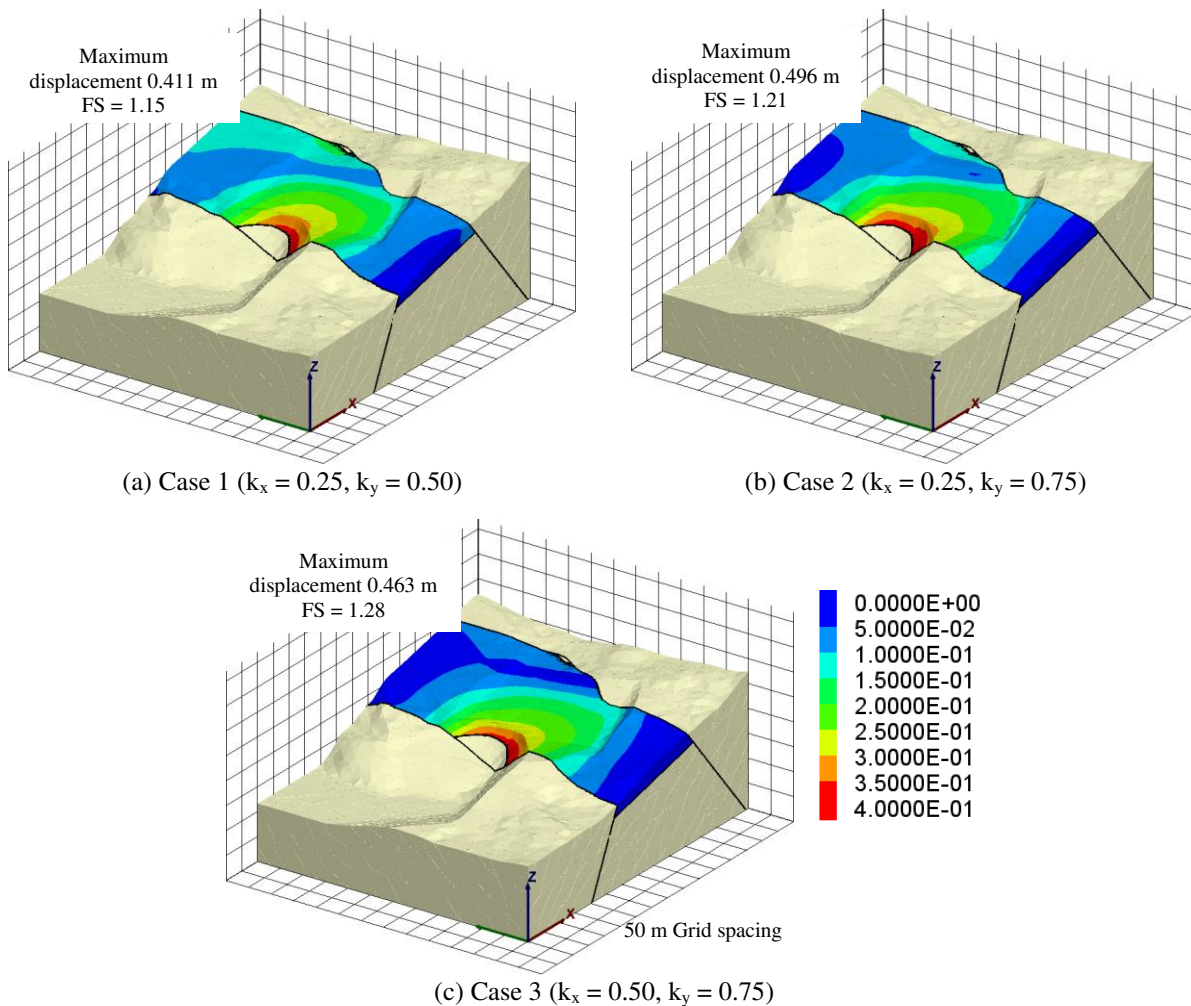 Maximum
displacement 0.411 m
FS = 1.15
Z
X
(a) Case 1 (kx = 0.25, ky = 0.50)
Maximum
displacement 0.496 m
FS = 1.21
Z
X
(b) Case 2 (kx = 0.25, ky = 0.75)
Maximum
displacement 0.463 m
FS = 1.28
0.0000E+00
5.0000E-02
1.0000E-01
1.5000E-01
2.0000E-01
2.5000E-01
3.0000E-01
3.5000E-01
4.0000E-01
Z
X
50 m Grid spacing
(c) Case 3 (kx = 0.50, ky = 0.75)